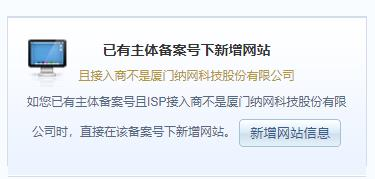 已有主体备案号下新增网站
且接入商不是厦门纳网科技股份有限公司
如您已有主体备案号且ISP接入商不是厦门纳网科技股份有限
公司时，直接在该备案号下新增网站。 新增网站信息